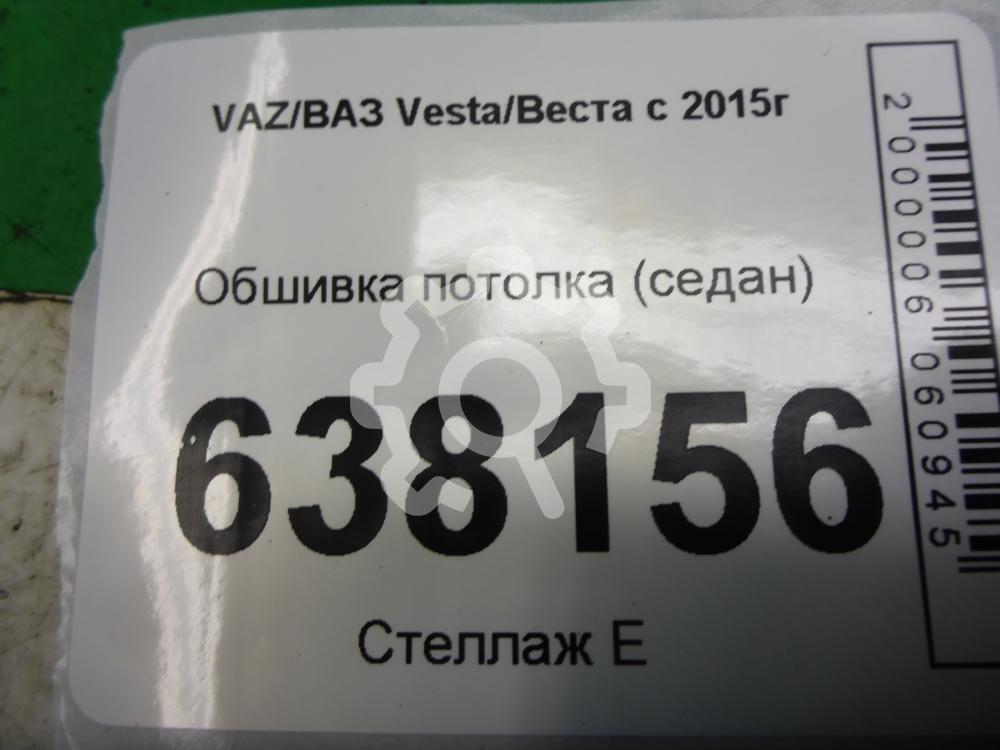 VAZ/ВАЗ Vesta/Веста с 2015г
Обшивка потолка (седан)
638156
Стеллаж Е
2000006060945